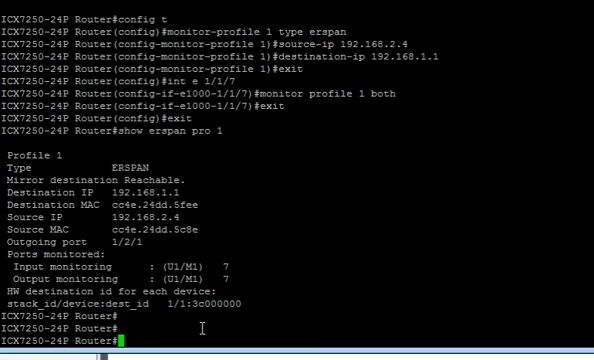 ICX7250-24P Router#config t
ICX7250-24P Router(config)#monitor-profile 1 type erspan
ICX7250-24P Router(config-monitor-profile 1)#source-ip 192.168.2.4
ICX7250-24P Router(config-monitor-profile 1)#destination-ip 192.168.1.1
ICX7250-24P Router(config-monitor-profile 1)#exit
ICX7250-24P Router(config)#int e 1/1/7
ICX7250-24P Router(config-if-e1000-1/1/7)#monitor profile 1 both
ICX7250-24P Router(config-if-e1000-1/1/7)#exit
ICX7250-24P Router(config)#exit
ICX7250-24P Router#show erspan pro 1
Profile 1
Type ERSPAN
Mirror destination Reachable.
Destination IP 192.168.1.1
Destination MAC cc4e.24dd.5fee
Source IP 192.168.2.4
Source MAC cc4e.24dd.5c8e
Outgoing port 1/2/1
Ports monitored:
Input monitoring : (U1/M1) 7
Output monitoring : (U1/M1) 7
HW destination id for each device:
stack_id/device:dest_id 1/1:3c000000
ICX7250-24P Router#
ICX7250-24P Router#
ICX7250-24P Router#